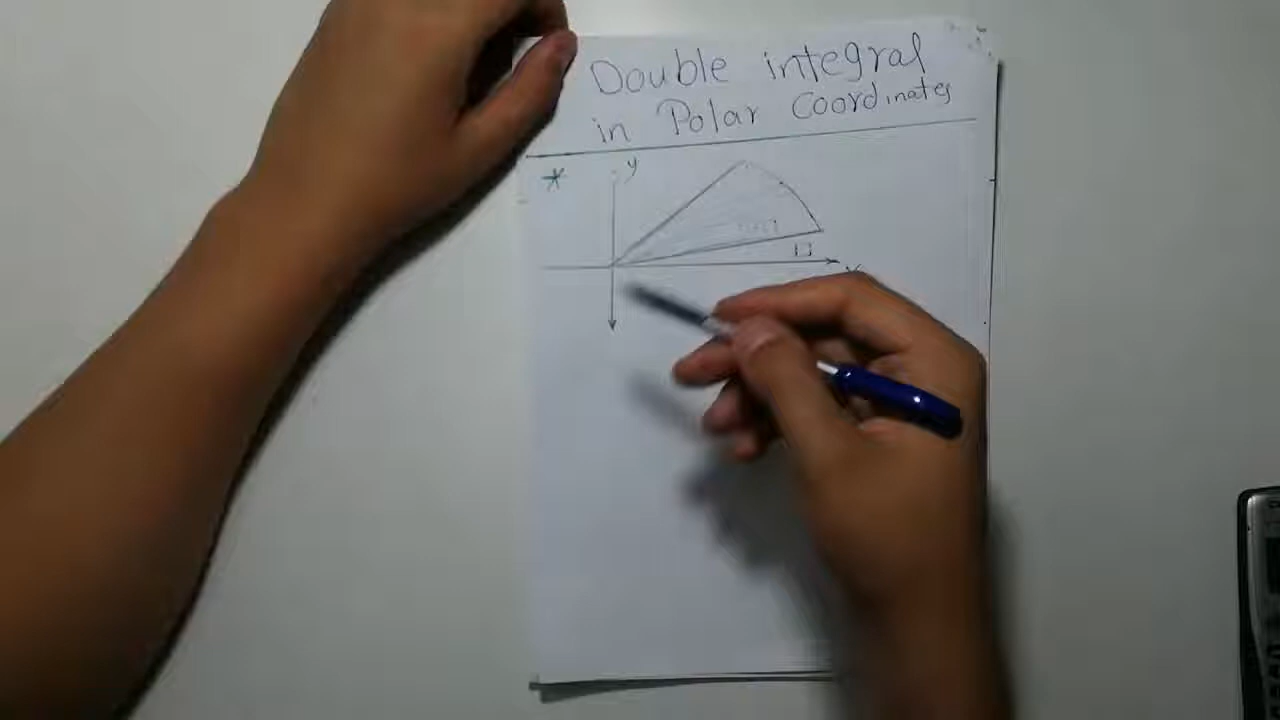 Double integral
in Polar Coordinates
* y
x